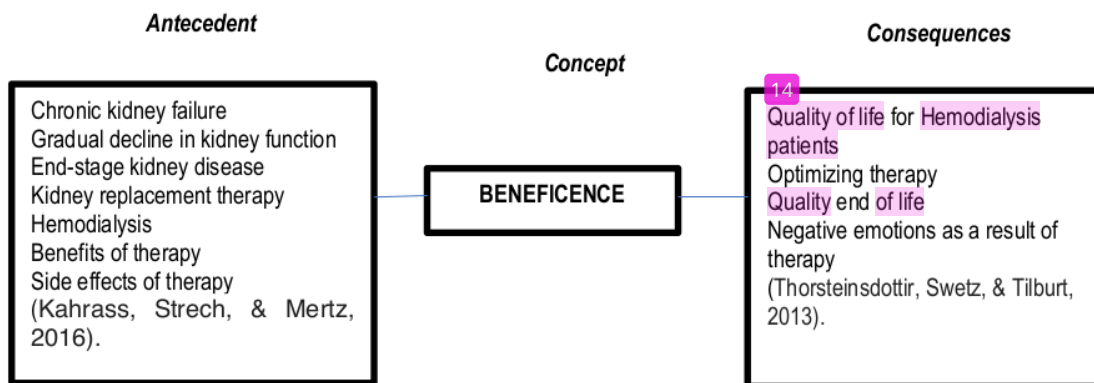 Antecedent
Concept
Consequences
Chronic kidney failure
Gradual decline in kidney function
End-stage kidney disease
Kidney replacement therapy
Hemodialysis
Benefits of therapy
Side effects of therapy
(Kahrass, Strech, & Mertz,
2016).
BENEFICENCE
14
Quality of life for Hemodialysis
patients
Optimizing therapy
Quality end of life
Negative emotions as a result of
therapy
(Thorsteinsdottir, Swetz, & Tilburt,
2013).